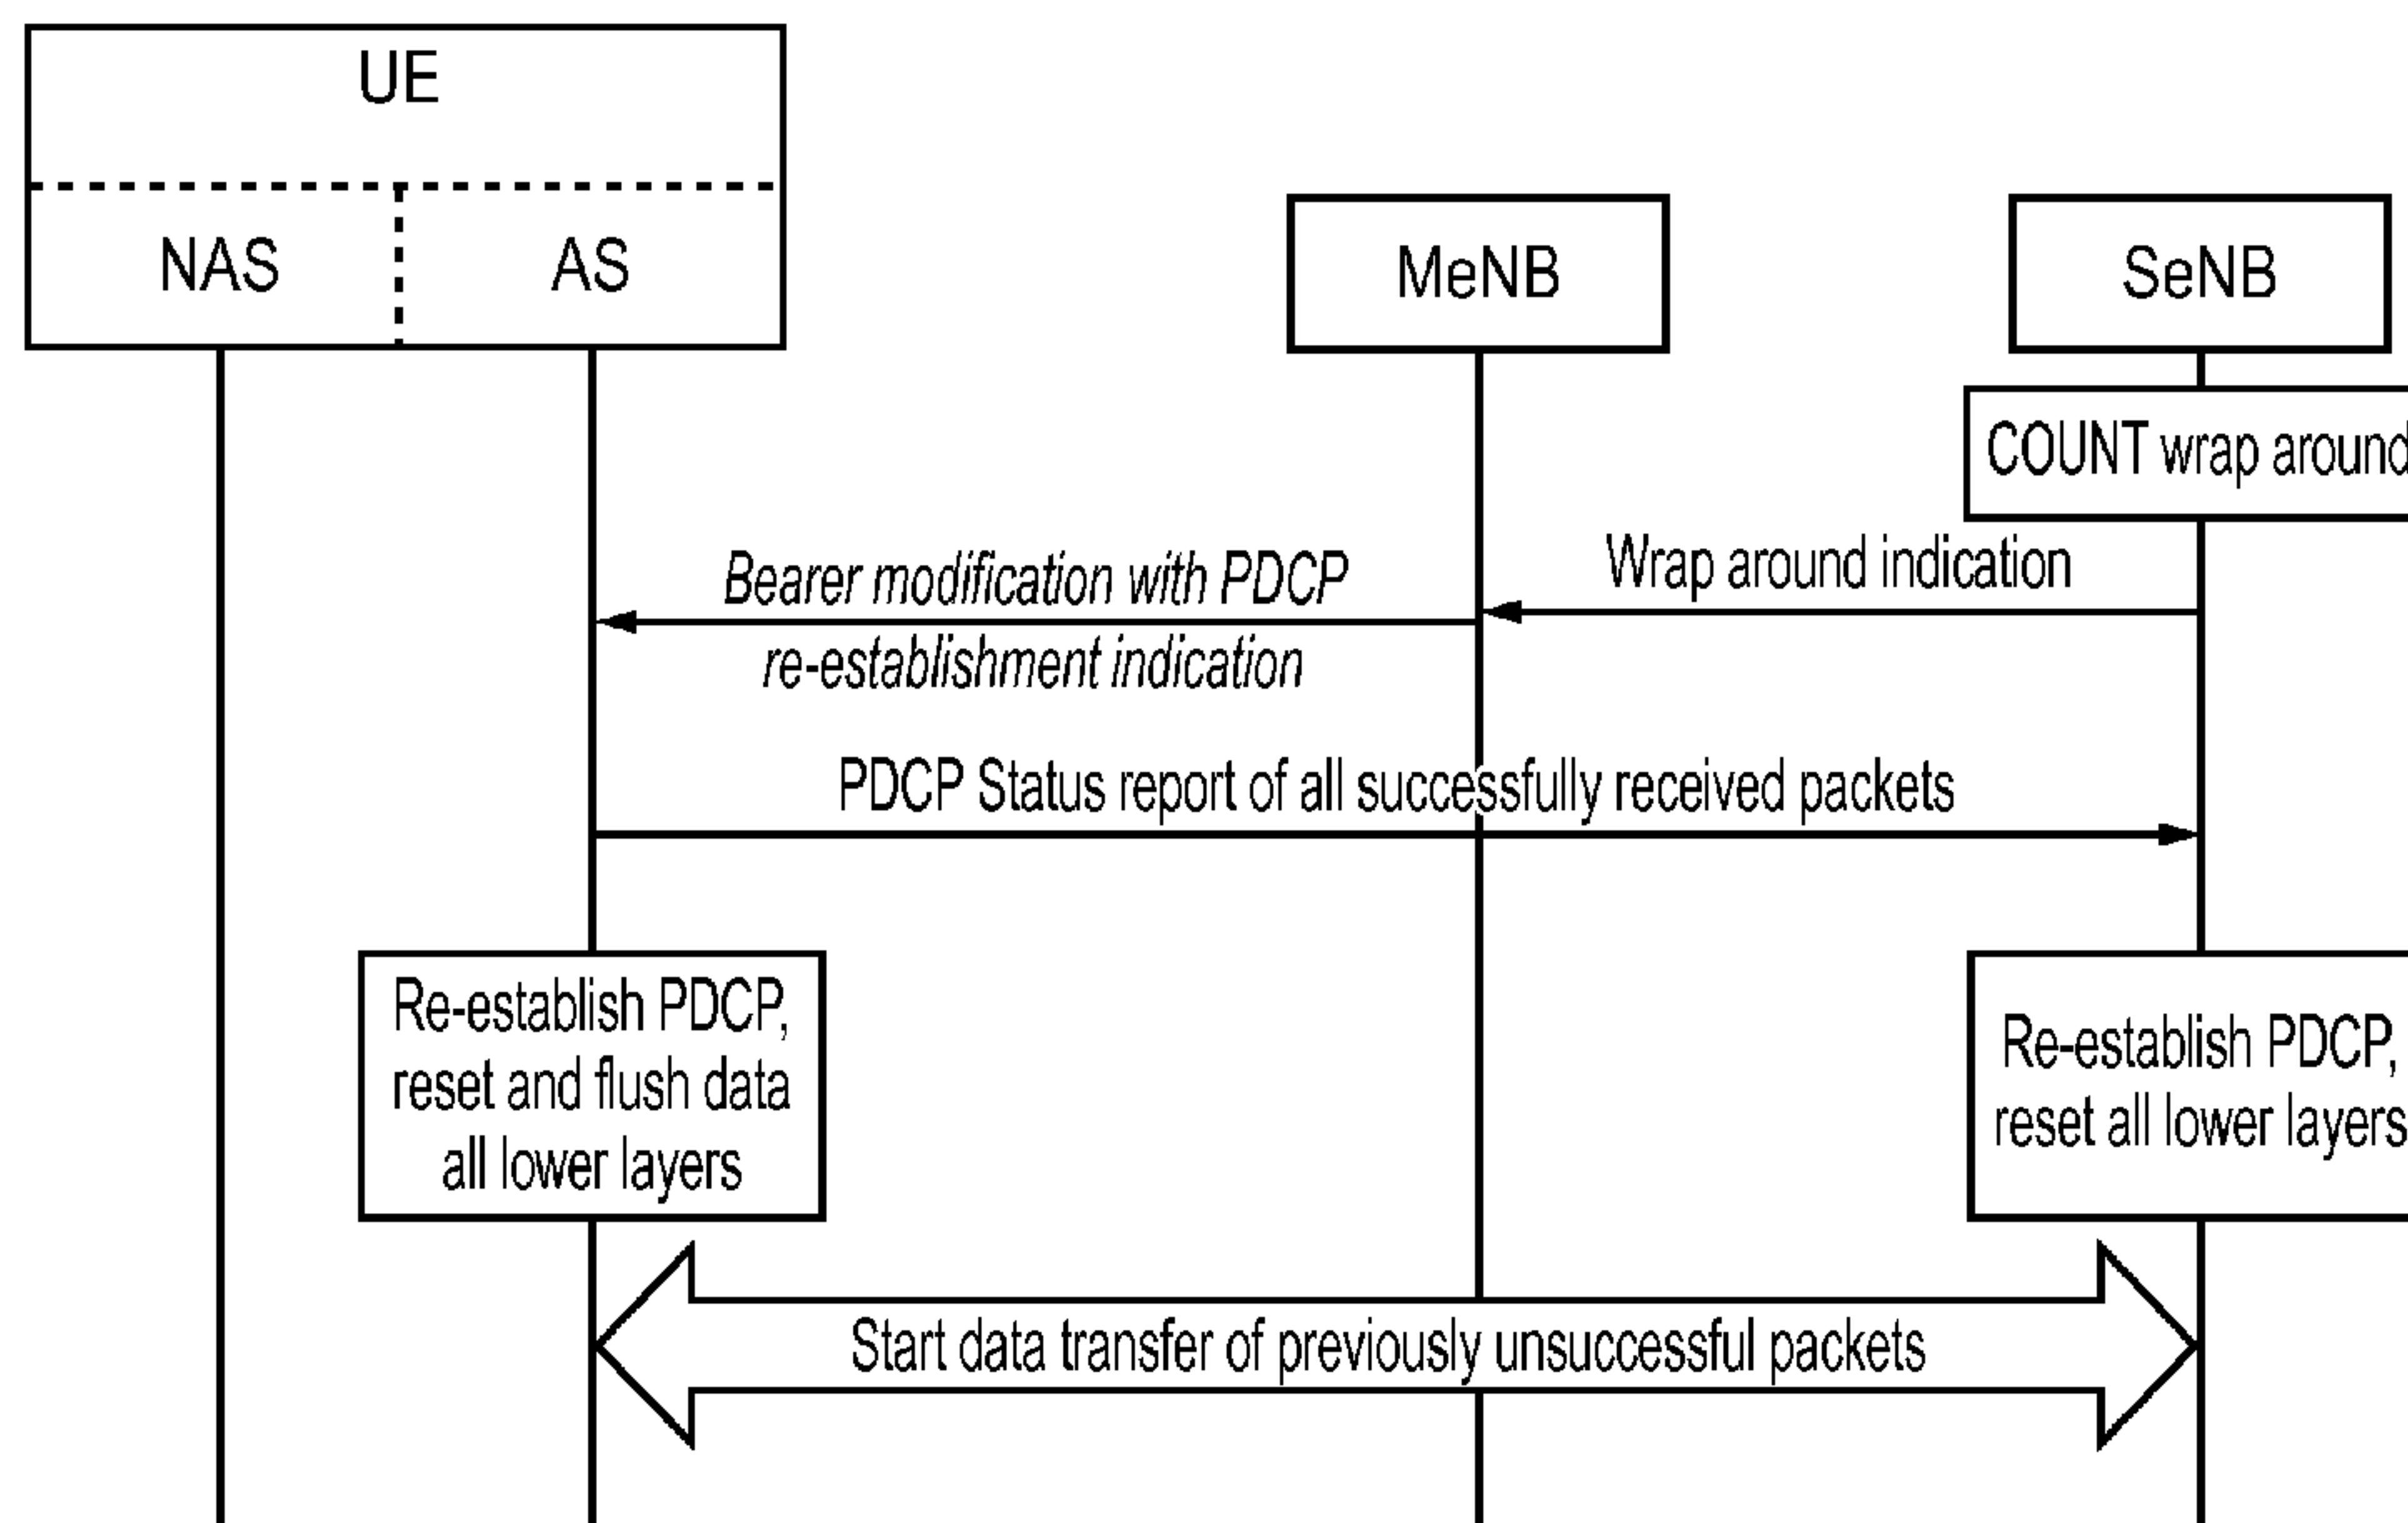 UE
NAS
AS
MeNB
SeNB
COUNT wrap around
Wrap around indication
Bearer modification with PDCP
re-establishment indication
PDCP Status report of all successfully received packets
Re-establish PDCP,
reset and flush data
all lower layers
Re-establish PDCP,
reset all lower layers
Start data transfer of previously unsuccessful packets